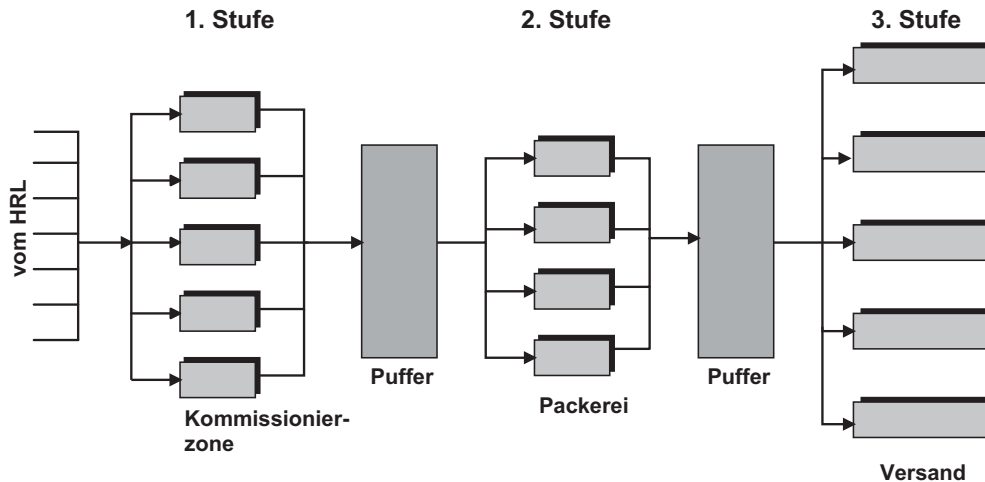 1. Stufe
2. Stufe
3. Stufe
vom HRL
Kommissionier-
zone
Puffer
Packerei
Puffer
Versand